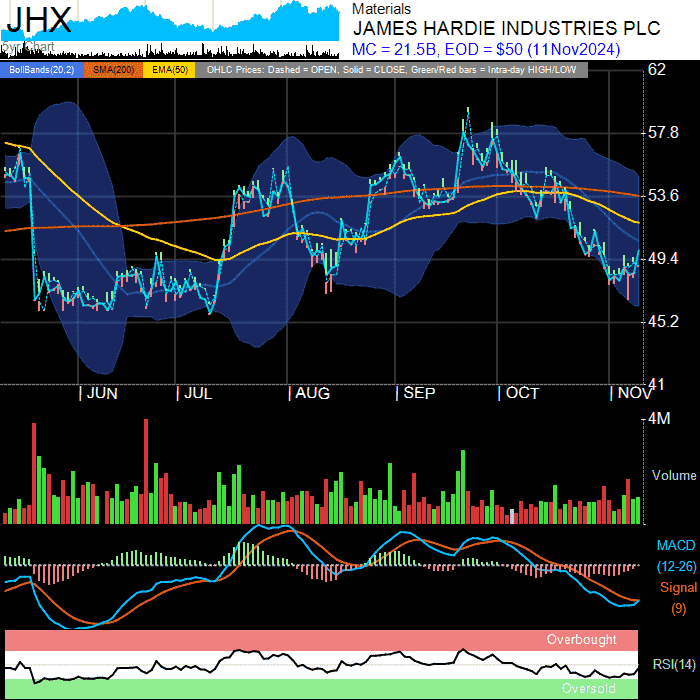 JHX
Materials
JAMES HARDIE INDUSTRIES PLC
MC = 21.5B, EOD = $50 (11Nov2024)
BollBands(20,2) SMA(200) EMA(50) OHLC Prices: Dashed = OPEN, Solid = CLOSE, Green/Red bars = Intra-day HIGH/LOW
62
57.8
53.6
49.4
45.2
41
| JUN | JUL | AUG | SEP | OCT | NOV
4M
Volume
MACD
(12-26)
Signal
(9)
Overbought
RSI(14)
Oversold